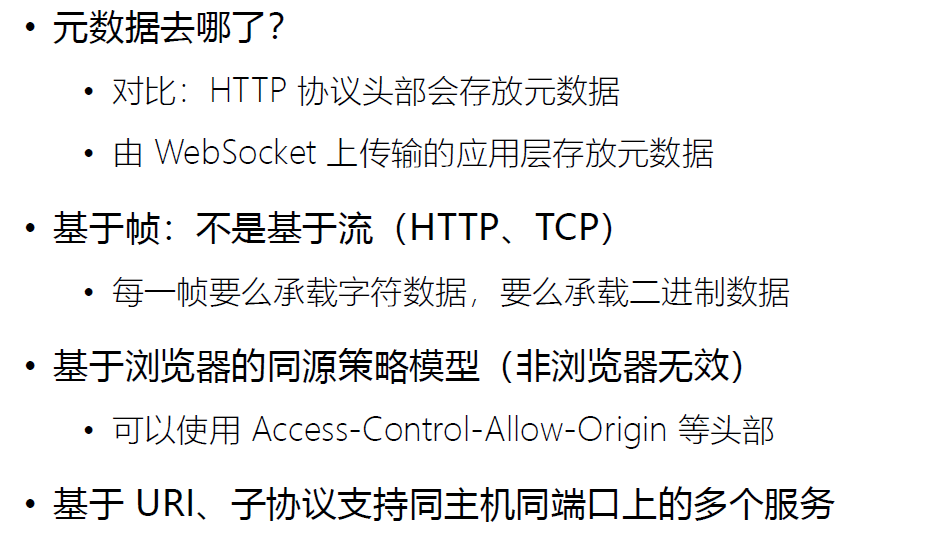 • 元数据去哪了？
• 对比：HTTP 协议头部会存放元数据
• 由 WebSocket 上传输的应用层存放元数据
• 基于帧：不是基于流（HTTP、TCP）
• 每一帧要么承载字符数据，要么承载二进制数据
• 基于浏览器的同源策略模型（非浏览器无效）
• 可以使用 Access-Control-Allow-Origin 等头部
• 基于 URI、子协议支持同主机同端口上的多个服务